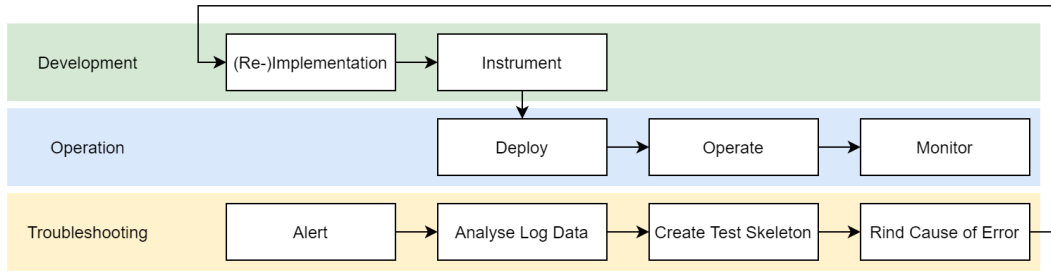 Development
(Re-)Implementation
Instrument
Operation
Deploy
Operate
Monitor
Troubleshooting
Alert
Analyse Log Data
Create Test Skeleton
Rind Cause of Error